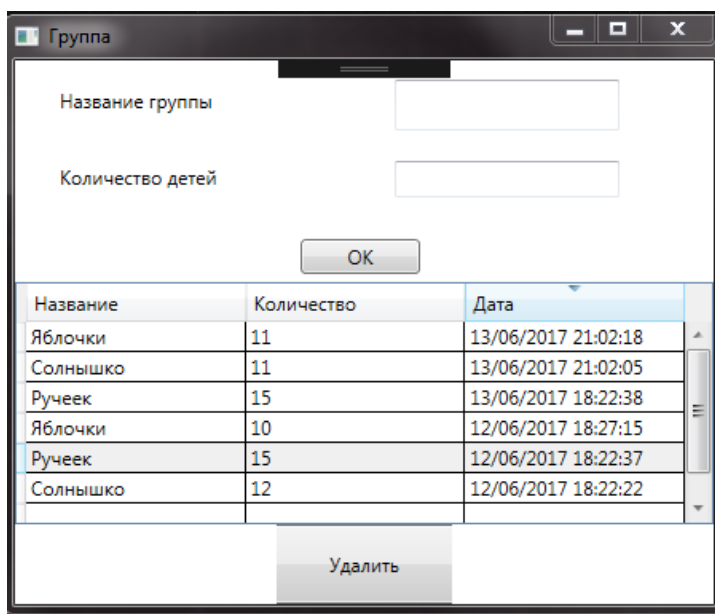 Группа
Название группы
Количество детей
OK
Название Количество Дата
Яблочки 11 13/06/2017 21:02:18
Солнышко 11 13/06/2017 21:02:05
Ручеек 15 13/06/2017 18:22:38
Яблочки 10 12/06/2017 18:27:15
Ручеек 15 12/06/2017 18:22:37
Солнышко 12 12/06/2017 18:22:22
Удалить